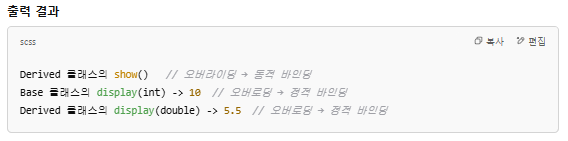 출력 결과
scss
복사
편집
Derived 클래스의 show()   // 오버라이딩 → 동적 바인딩
Base 클래스의 display(int) -> 10  // 오버로딩 → 정적 바인딩
Derived 클래스의 display(double) -> 5.5  // 오버로딩 → 정적 바인딩